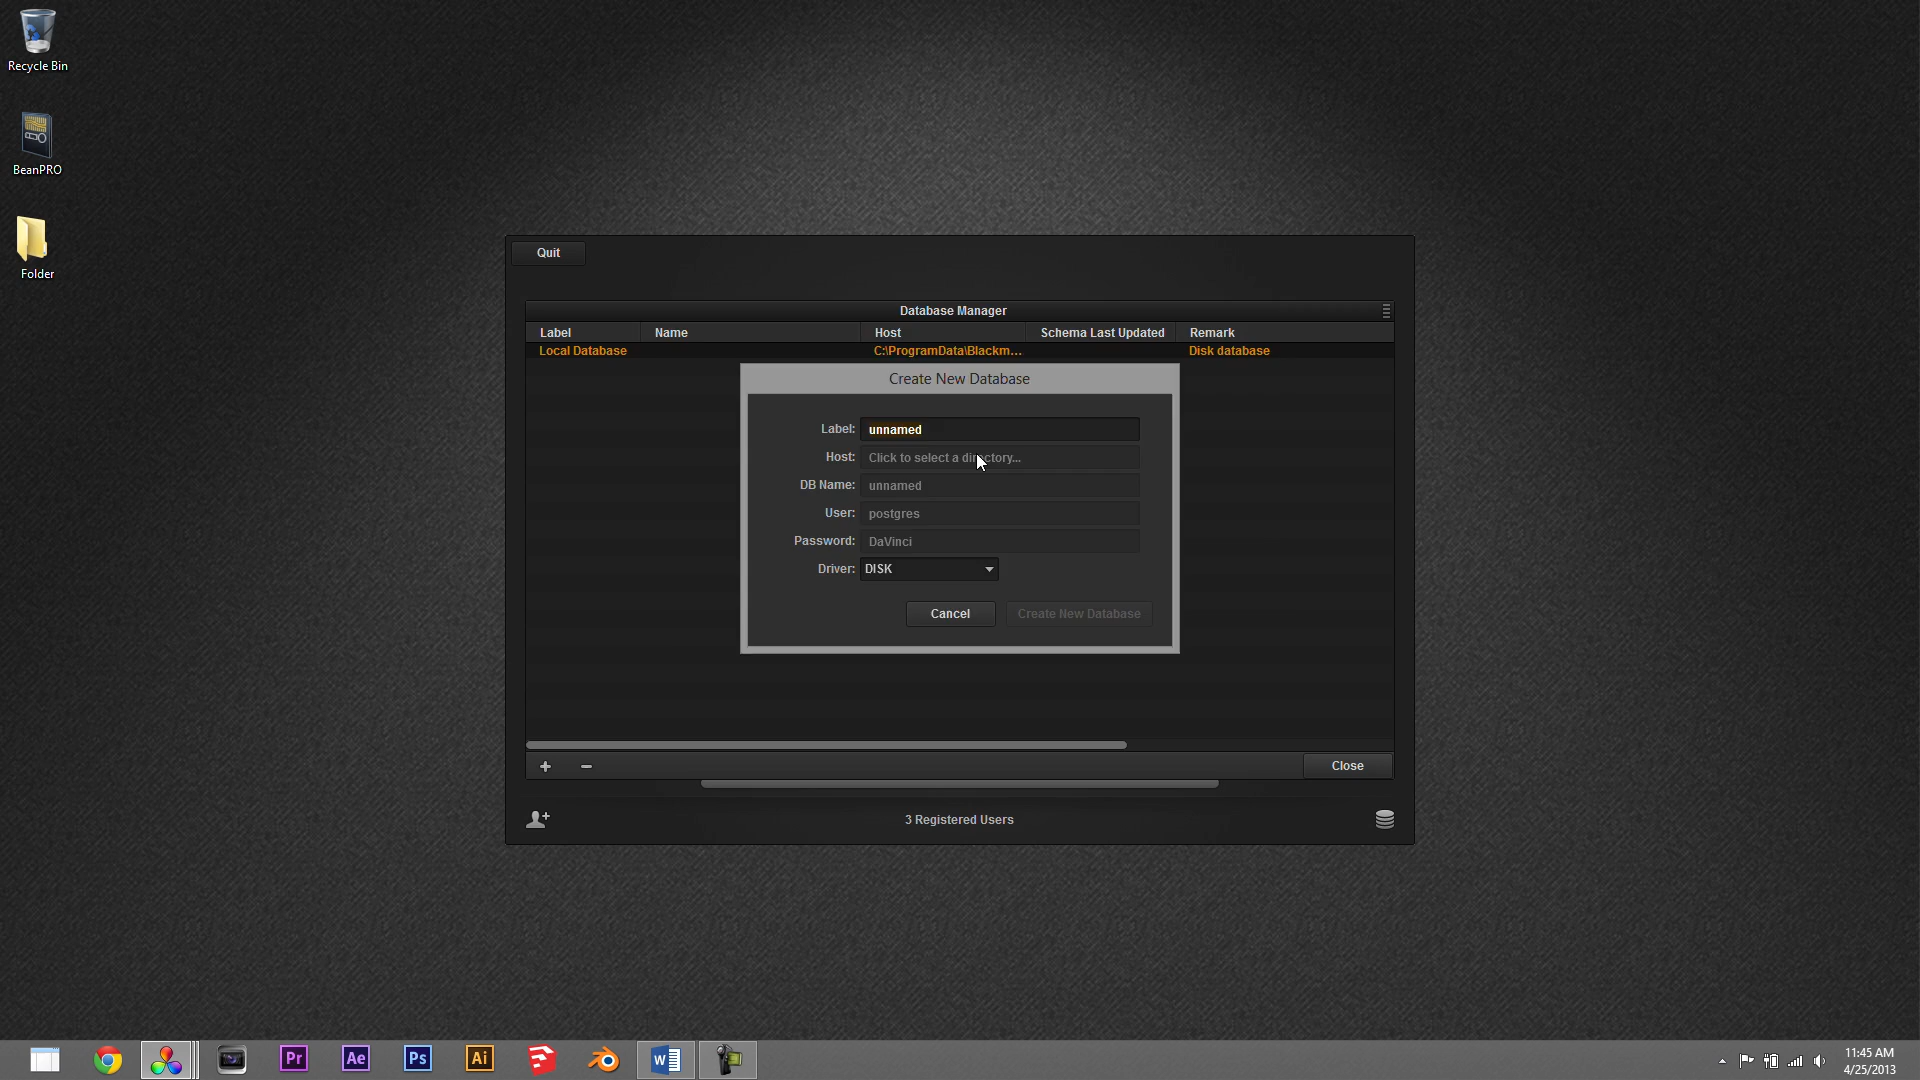 Recycle Bin
BeanPRO
Folder
Quit
Database Manager
Label Name Host Schema Last Updated Remark
Local Database C:\ProgramData\Blackm... Disk database
Create New Database
Label: unnamed
Host: Click to select a directory...
DB Name: unnamed
User: postgres
Password: DaVinci
Driver: DISK
Cancel Create New Database
+ − Close
3 Registered Users
Pr Ae Ps Ai W
11:45 AM
4/25/2013